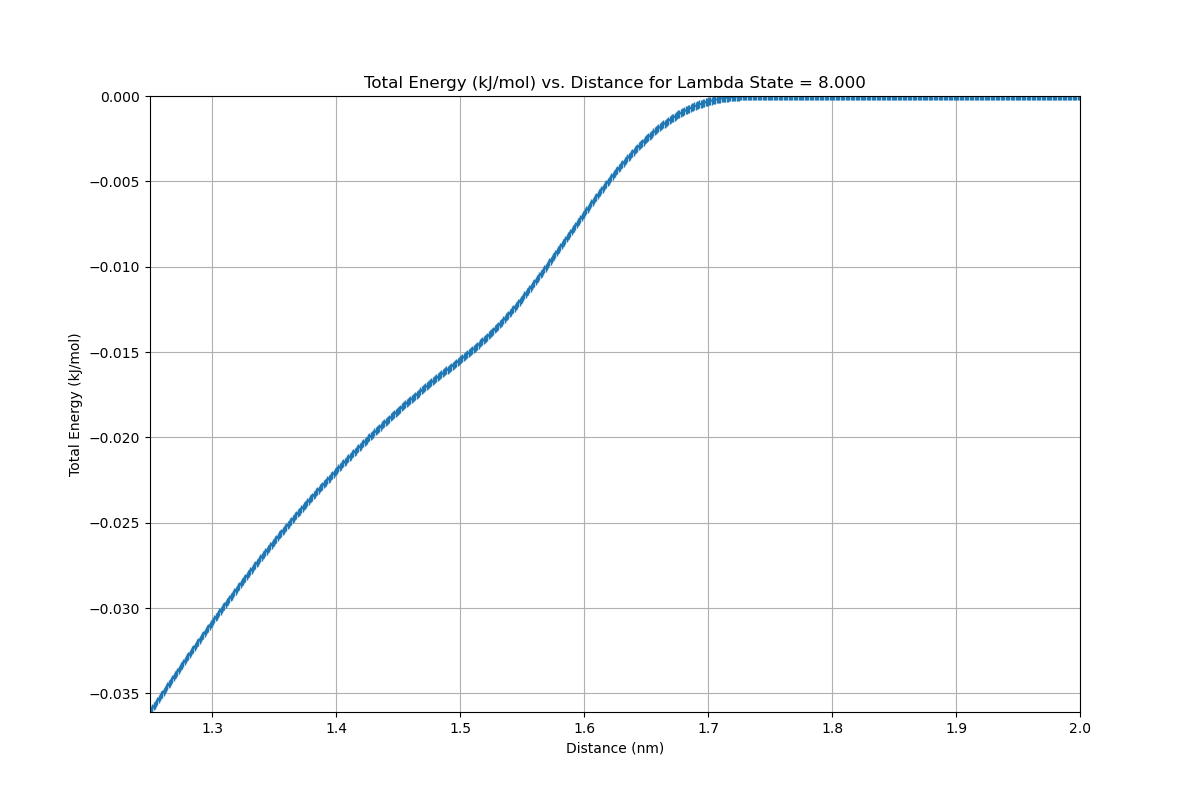 Total Energy (kJ/mol) vs. Distance for Lambda State = 8.000
0.000
−0.005
−0.010
−0.015
−0.020
−0.025
−0.030
−0.035
Total Energy (kJ/mol)
1.3 1.4 1.5 1.6 1.7 1.8 1.9 2.0
Distance (nm)